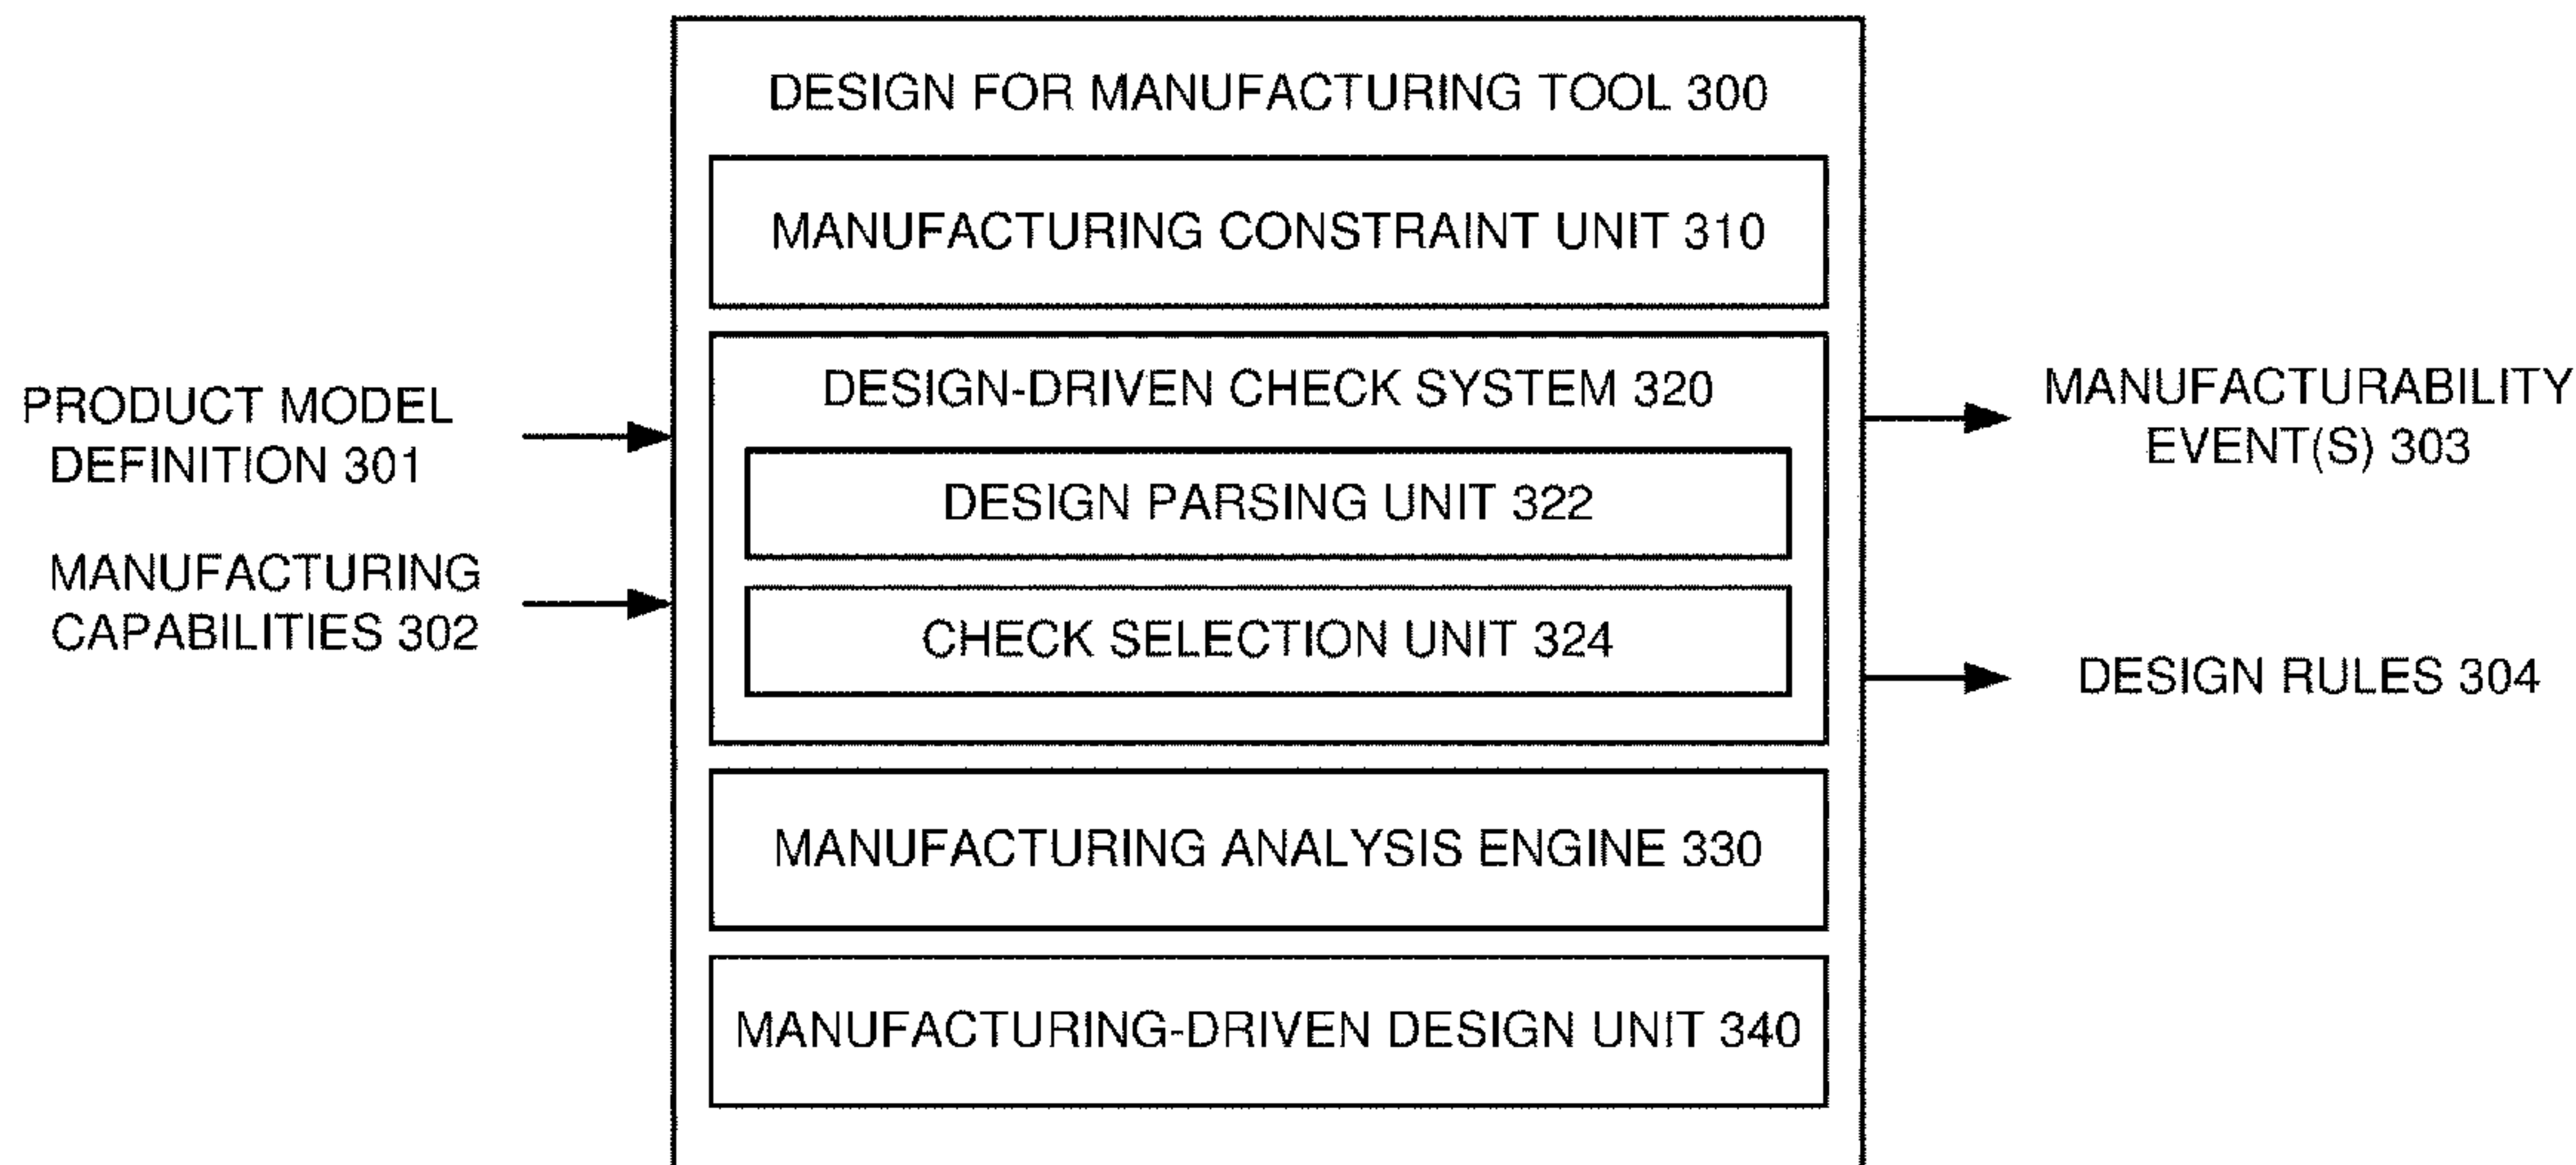 DESIGN FOR MANUFACTURING TOOL 300
MANUFACTURING CONSTRAINT UNIT 310
PRODUCT MODEL
DEFINITION 301
MANUFACTURING
CAPABILITIES 302
DESIGN-DRIVEN CHECK SYSTEM 320
DESIGN PARSING UNIT 322
CHECK SELECTION UNIT 324
MANUFACTURABILITY
EVENT(S) 303
DESIGN RULES 304
MANUFACTURING ANALYSIS ENGINE 330
MANUFACTURING-DRIVEN DESIGN UNIT 340